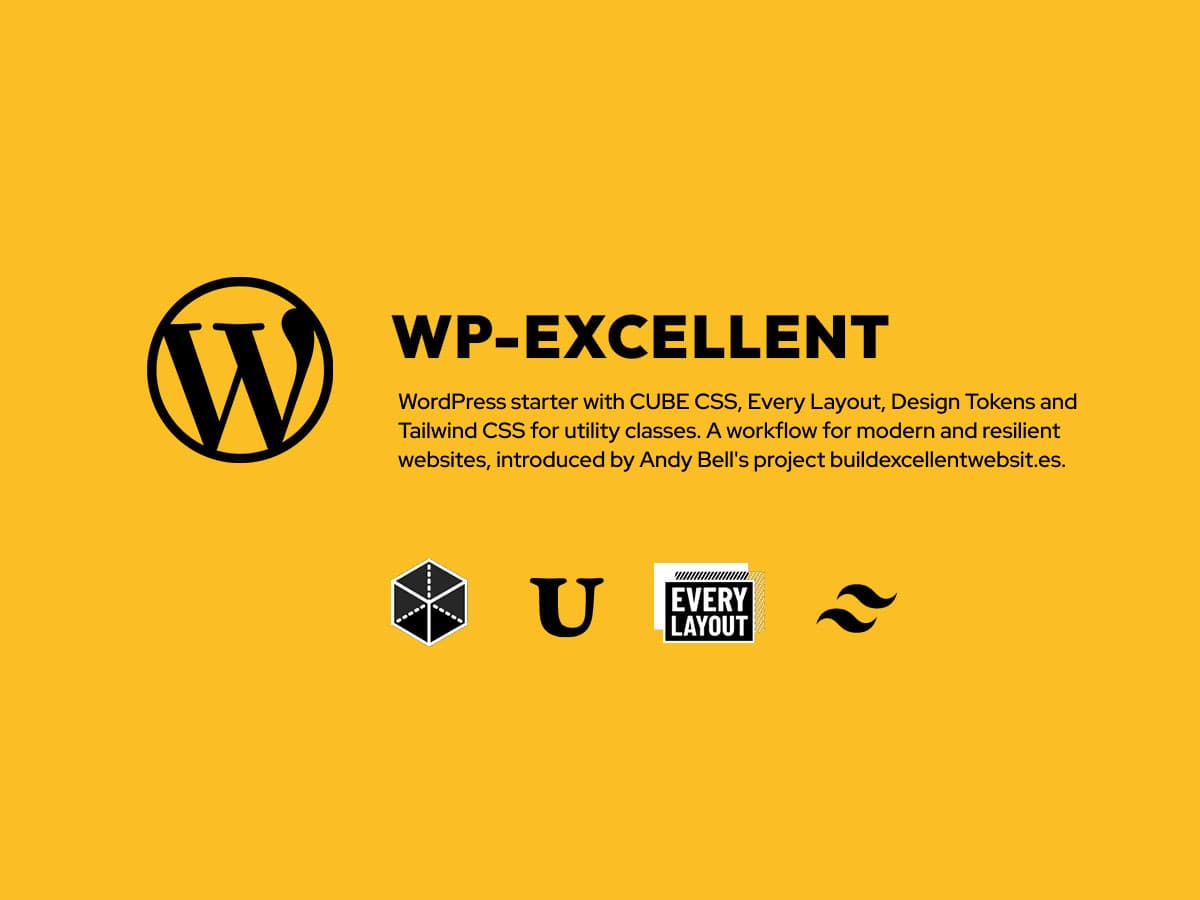 WP-EXCELLENT
WordPress starter with CUBE CSS, Every Layout, Design Tokens and
Tailwind CSS for utility classes. A workflow for modern and resilient
websites, introduced by Andy Bell's project buildexcellentwebsit.es.
U
EVERY
LAYOUT